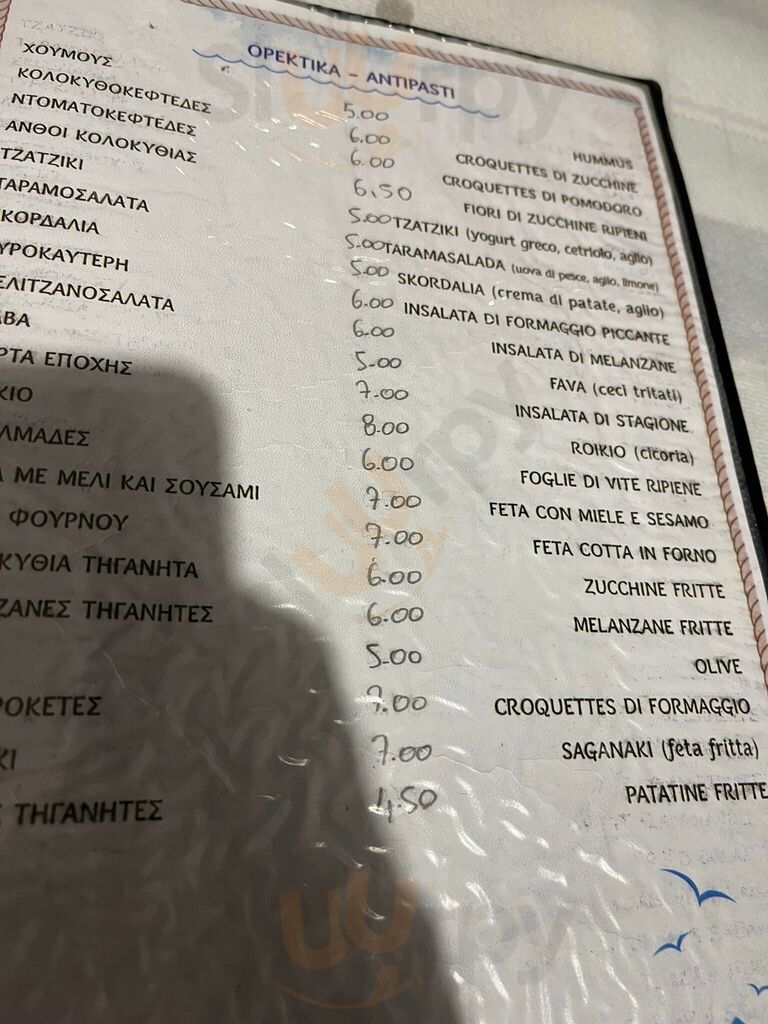 ΟΡΕΚΤΙΚΑ – ANTIPASTI
ΧΟΥΜΟΥΣ 5.00 HUMMUS
ΚΟΛΟΚΥΘΟΚΕΦΤΕΔΕΣ 6.00 CROQUETTES DI ZUCCHINE
ΝΤΟΜΑΤΟΚΕΦΤΕΔΕΣ 6.00 CROQUETTES DI POMODORO
ΑΝΘΟΙ ΚΟΛΟΚΥΘΙΑΣ 6,50 FIORI DI ZUCCHINE RIPIENI
ΤΖΑΤΖΙΚΙ 5.00 TZATZIKI (yogurt greco, cetriolo, aglio)
ΤΑΡΑΜΟΣΑΛΑΤΑ 5.00 TARAMASALADA (uova di pesce, aglio, limone)
ΚΟΡΔΑΛΙΑ 5.00 SKORDALIA (crema di patate, aglio)
ΥΡΟΚΑΥΤΕΡΗ 6.00 INSALATA DI FORMAGGIO PICCANTE
ΕΛΙΤΖΑΝΟΣΑΛΑΤΑ 6.00 INSALATA DI MELANZANE
ΑΒΑ 5.00 FAVA (ceci tritati)
ΡΤΑ ΕΠΟΧΗΣ 7.00 INSALATA DI STAGIONE
ΚΙΟ 8.00 ROIKIO (cicoria)
ΛΜΑΔΕΣ 6.00 FOGLIE DI VITE RIPIENE
ΜΕ ΜΕΛΙ ΚΑΙ ΣΟΥΣΑΜΙ 7.00 FETA CON MIELE E SESAMO
ΦΟΥΡΝΟΥ 7.00 FETA COTTA IN FORNO
ΚΥΘΙΑ ΤΗΓΑΝΗΤΑ 6.00 ZUCCHINE FRITTE
ΖΑΝΕΣ ΤΗΓΑΝΗΤΕΣ 6.00 MELANZANE FRITTE
5.00 OLIVE
ΡΟΚΕΤΕΣ 7.00 CROQUETTES DI FORMAGGIO
ΚΙ 7.00 SAGANAKI (feta fritta)
ΤΗΓΑΝΗΤΕΣ 4.50 PATATINE FRITTE